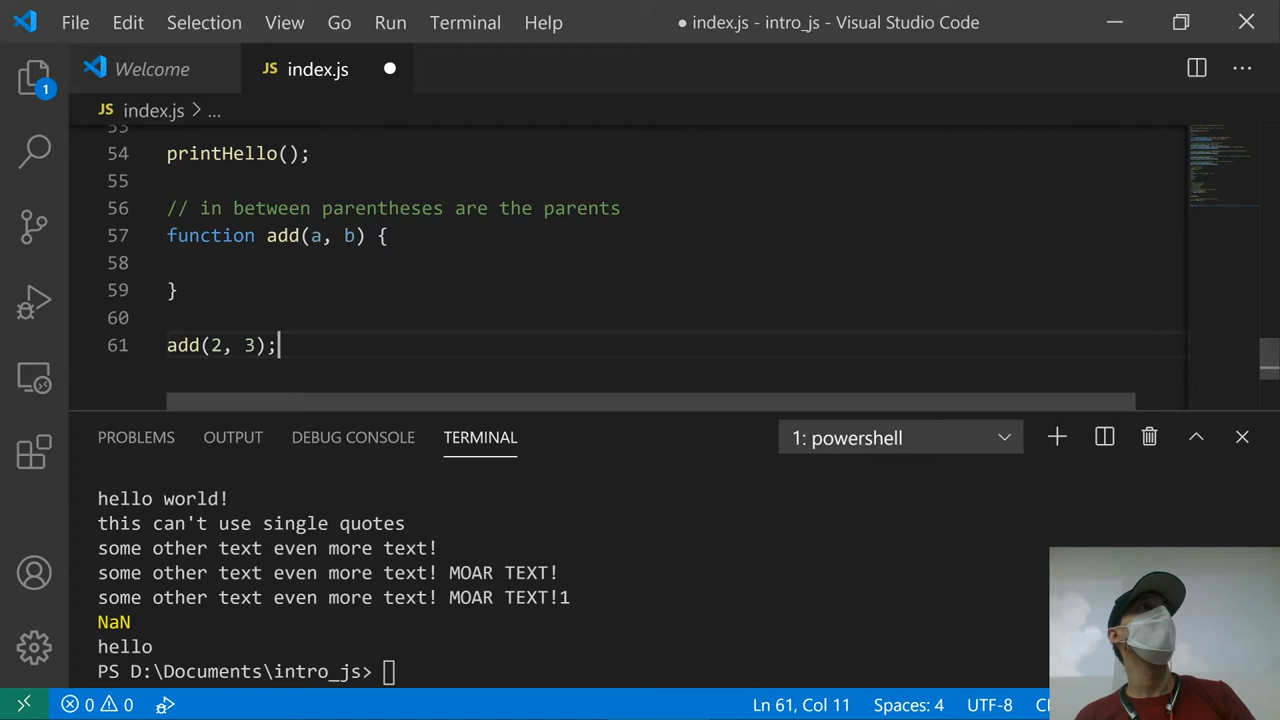 File Edit Selection View Go Run Terminal Help ● index.js - intro_js - Visual Studio Code
Welcome JS index.js
1
JS index.js > ...
53
54 printHello();
55
56 // in between parentheses are the parents
57 function add(a, b) {
58
59 }
60
61 add(2, 3);
PROBLEMS OUTPUT DEBUG CONSOLE TERMINAL 1: powershell
hello world!
this can't use single quotes
some other text even more text!
some other text even more text! MOAR TEXT!
some other text even more text! MOAR TEXT!1
NaN
hello
PS D:\Documents\intro_js>
0 0 Ln 61, Col 11 Spaces: 4 UTF-8